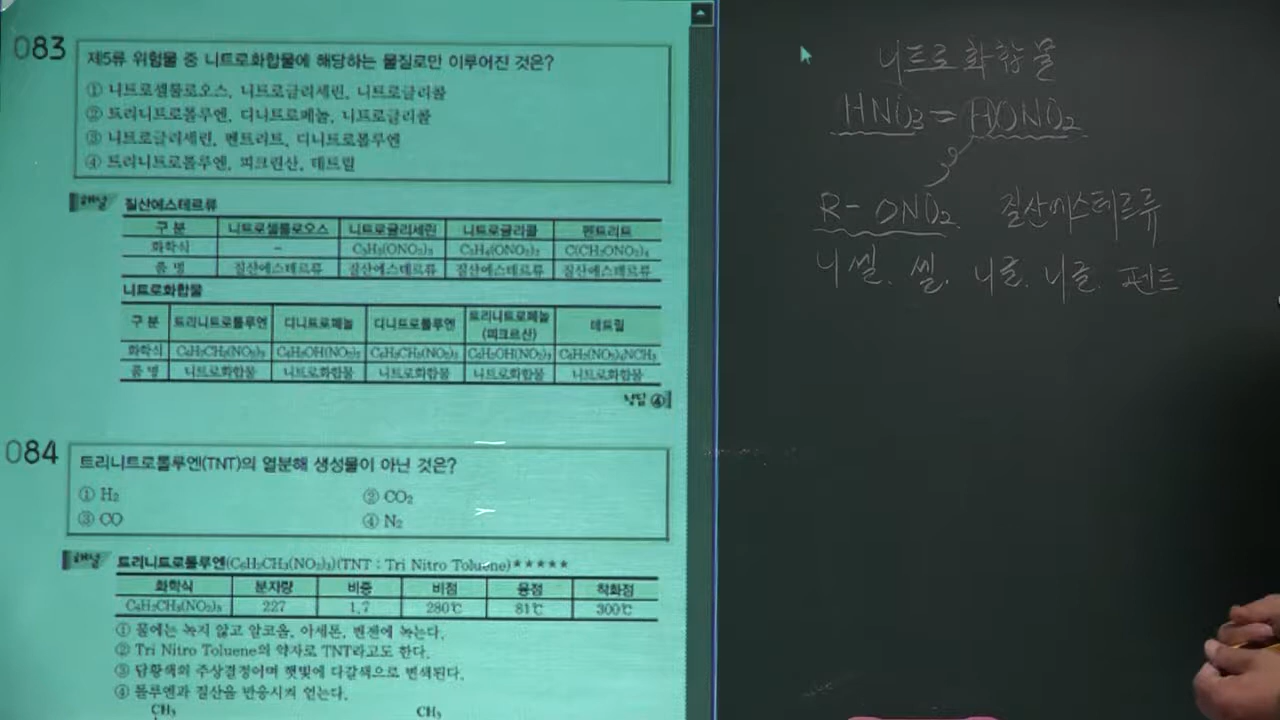 083
제5류 위험물 중 니트로화합물에 해당하는 물질로만 이루어진 것은?
① 니트로셀룰로오스, 니트로글리세린, 니트로글리콜
② 트리니트로톨루엔, 디니트로페놀, 니트로글리콜
③ 니트로글리세린, 펜트리트, 디니트로톨루엔
④ 트리니트로톨루엔, 피크린산, 테트릴
해설 질산에스테르류
구 분 니트로셀룰로오스 니트로글리세린 니트로글리콜 펜트리트
화학식 - C₃H₅(ONO₂)₃ C₂H₄(ONO₂)₂ C(CH₂ONO₂)₄
품 명 질산에스테르류 질산에스테르류 질산에스테르류 질산에스테르류
니트로화합물
구 분 트리니트로톨루엔 디니트로페놀 디니트로톨루엔 트리니트로페놀 (피크르산) 테트릴
화학식 C₆H₂CH₃(NO₂)₃ C₆H₃OH(NO₂)₂ C₆H₃CH₃(NO₂)₂ C₆H₂OH(NO₂)₃ C₆H₂(NO₂)₄NCH₃
품 명 니트로화합물 니트로화합물 니트로화합물 니트로화합물 니트로화합물
정답 ④
084
트리니트로톨루엔(TNT)의 열분해 생성물이 아닌 것은?
① H₂ ② CO₂
③ CO ④ N₂
해설 트리니트로톨루엔(C₆H₂CH₃(NO₂)₃)(TNT : Tri Nitro Toluene)★★★★★
화학식 분자량 비중 비점 융점 착화점
C₆H₂CH₃(NO₂)₃ 227 1.7 280℃ 81℃ 300℃
① 물에는 녹지 않고 알코올, 아세톤, 벤젠에 녹는다.
② Tri Nitro Toluene의 약자로 TNT라고도 한다.
③ 담황색의 주상결정이며 햇빛에 다갈색으로 변색된다.
④ 톨루엔과 질산을 반응시켜 얻는다.
CH₃ CH₃
니트로화합물
HNO₃ = HONO₂
R- ONO₂ 질산에스테르류
니셀. 셀. 니글. 니글. 펜트